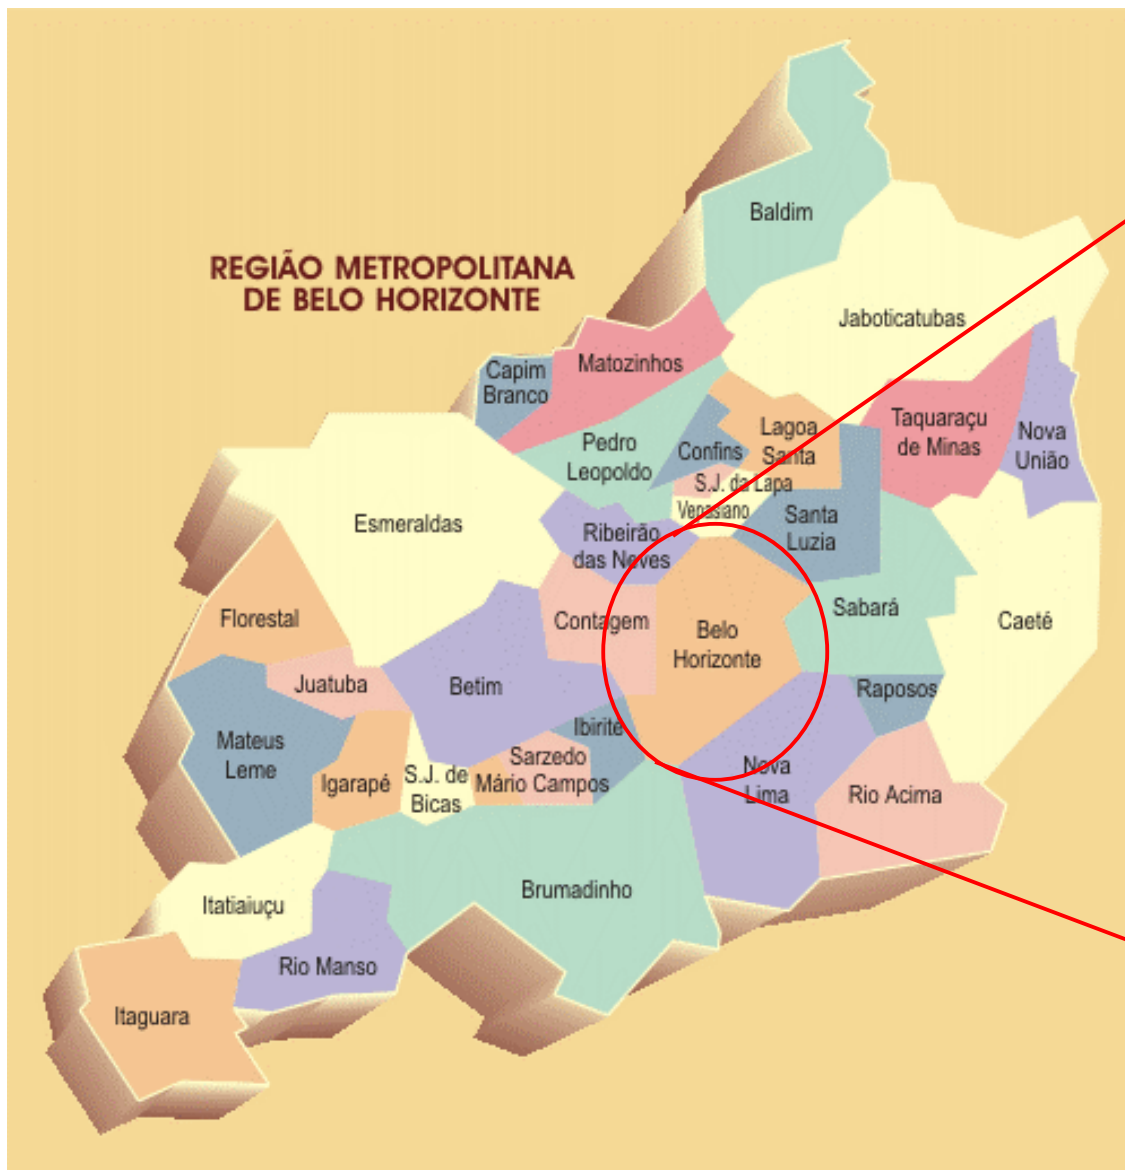 REGIÃO METROPOLITANA
DE BELO HORIZONTE
Baldim
Jaboticatubas
Matozinhos
Capim
Branco
Pedro
Leopoldo
Confins
Lagoa
Santa
Taquaraçu
de Minas
Nova
União
S.J. da Lapa
Vepasiano
Santa
Luzia
Esmeraldas
Ribeirão
das Neves
Florestal
Contagem
Belo
Horizonte
Sabará
Caeté
Juatuba
Betim
Raposos
Mateus
Leme
Igarapé
S.J. de
Bicas
Ibirité
Sarzedo
Mário Campos
Nova
Lima
Rio Acima
Itatiaiuçu
Brumadinho
Rio Manso
Itaguara